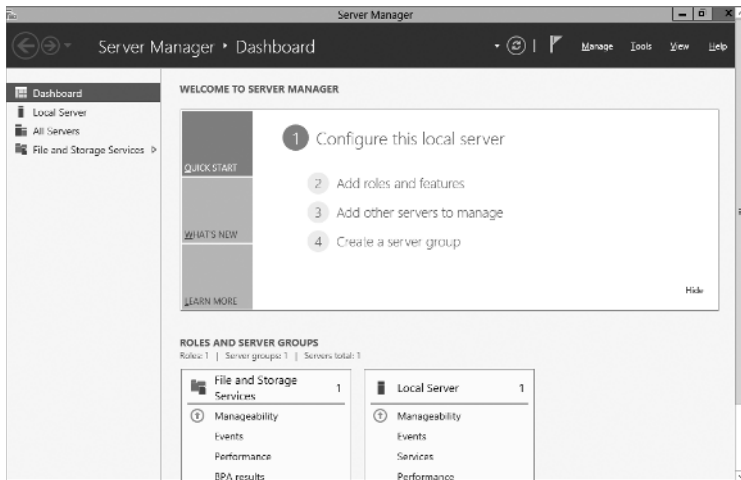 Server Manager
Server Manager ‣ Dashboard
Manage Tools View Help
Dashboard
Local Server
All Servers
File and Storage Services
WELCOME TO SERVER MANAGER
QUICK START
WHAT'S NEW
LEARN MORE
1 Configure this local server
2 Add roles and features
3 Add other servers to manage
4 Create a server group
Hide
ROLES AND SERVER GROUPS
Roles: 1 | Server groups: 1 | Servers total: 1
File and Storage Services 1
Manageability
Events
Performance
BPA results
Local Server 1
Manageability
Events
Services
Performance